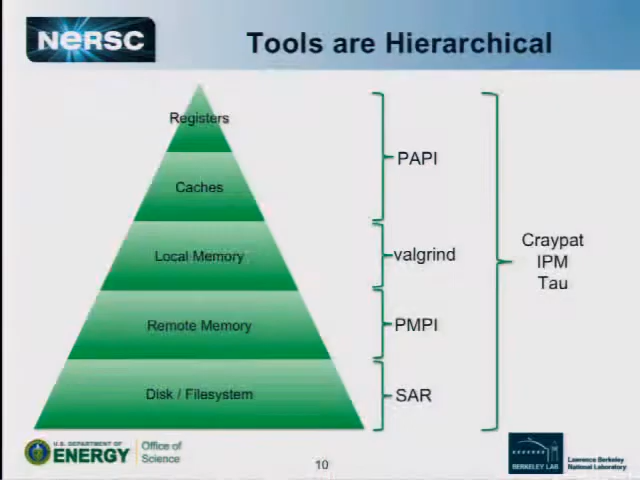 NERSC
Tools are Hierarchical
Registers
Caches
Local Memory
Remote Memory
Disk / Filesystem
PAPI
valgrind
PMPI
SAR
Craypat
IPM
Tau
U.S. DEPARTMENT OF
ENERGY
Office of
Science
10
BERKELEY LAB
Lawrence Berkeley
National Laboratory